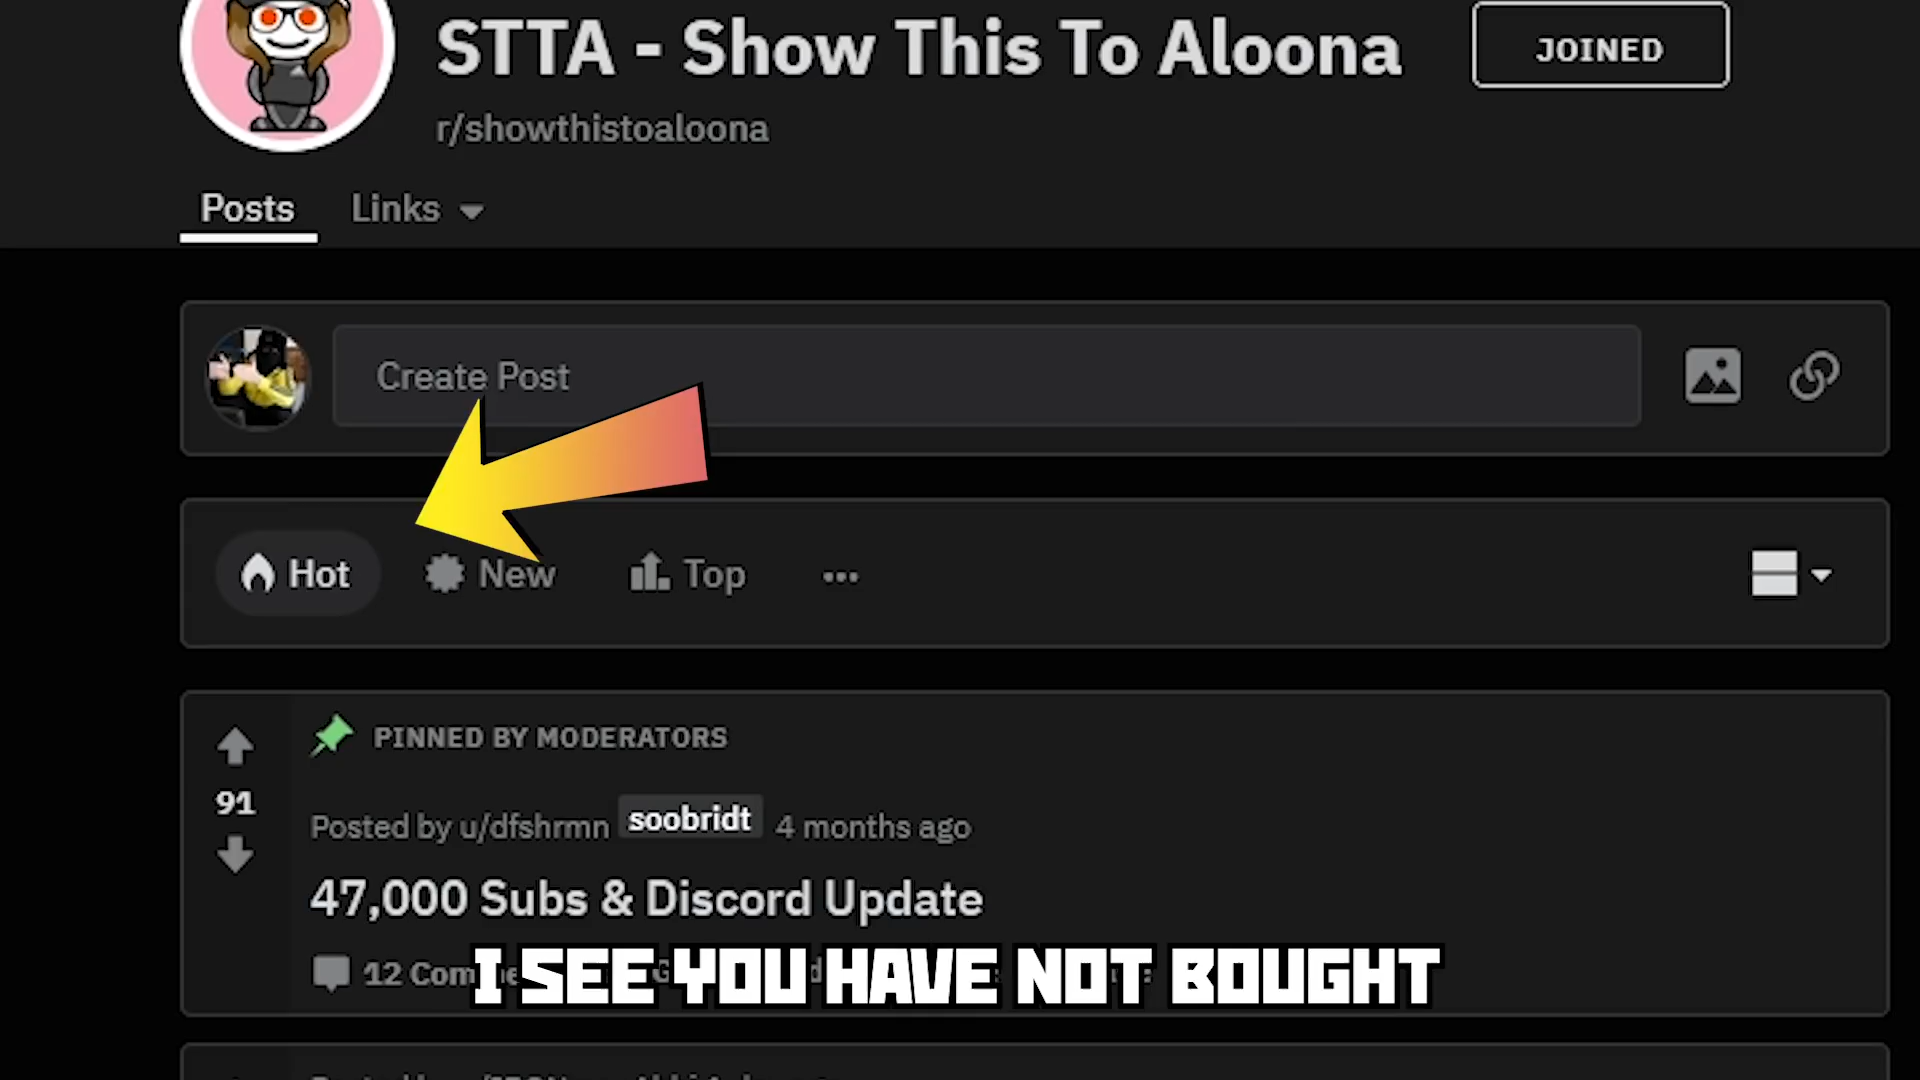 STTA - Show This To Aloona
JOINED
r/showthistoaloona
Posts
Links
Create Post
Hot
New
Top
PINNED BY MODERATORS
91
Posted by u/dfshrmn soobridt 4 months ago
47,000 Subs & Discord Update
12
I SEE YOU HAVE NOT BOUGHT